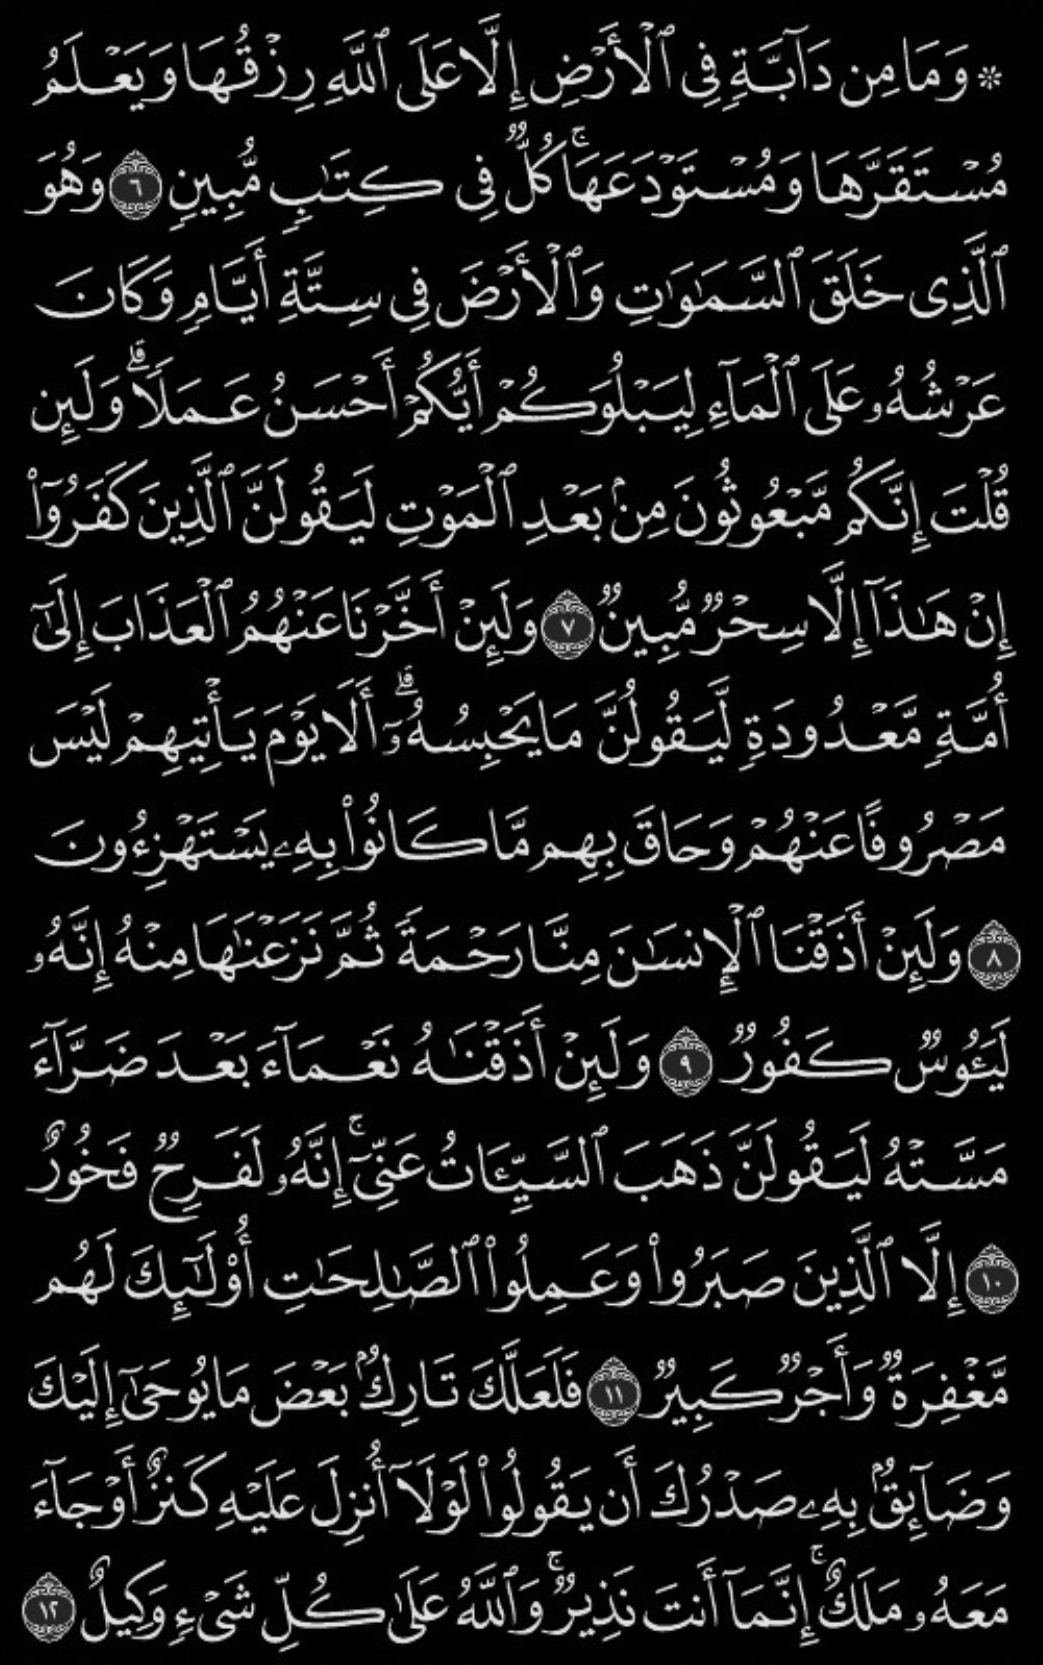 ۞ وَمَا مِن دَآبَّةٍ فِى ٱلْأَرْضِ إِلَّا عَلَى ٱللَّهِ رِزْقُهَا وَيَعْلَمُ
مُسْتَقَرَّهَا وَمُسْتَوْدَعَهَا ۚ كُلٌّ فِى كِتَٰبٍ مُّبِينٍ ٦ وَهُوَ
ٱلَّذِى خَلَقَ ٱلسَّمَٰوَٰتِ وَٱلْأَرْضَ فِى سِتَّةِ أَيَّامٍ وَكَانَ
عَرْشُهُۥ عَلَى ٱلْمَآءِ لِيَبْلُوَكُمْ أَيُّكُمْ أَحْسَنُ عَمَلًا ۗ وَلَئِن
قُلْتَ إِنَّكُم مَّبْعُوثُونَ مِنۢ بَعْدِ ٱلْمَوْتِ لَيَقُولَنَّ ٱلَّذِينَ كَفَرُوٓا۟
إِنْ هَٰذَآ إِلَّا سِحْرٌ مُّبِينٌ ٧ وَلَئِنْ أَخَّرْنَا عَنْهُمُ ٱلْعَذَابَ إِلَىٰٓ
أُمَّةٍ مَّعْدُودَةٍ لَّيَقُولُنَّ مَا يَحْبِسُهُۥٓ ۗ أَلَا يَوْمَ يَأْتِيهِمْ لَيْسَ
مَصْرُوفًا عَنْهُمْ وَحَاقَ بِهِم مَّا كَانُوا۟ بِهِۦ يَسْتَهْزِءُونَ
٨ وَلَئِنْ أَذَقْنَا ٱلْإِنسَٰنَ مِنَّا رَحْمَةً ثُمَّ نَزَعْنَٰهَا مِنْهُ إِنَّهُۥ
لَيَـُٔوسٌ كَفُورٌ ٩ وَلَئِنْ أَذَقْنَٰهُ نَعْمَآءَ بَعْدَ ضَرَّآءَ
مَسَّتْهُ لَيَقُولَنَّ ذَهَبَ ٱلسَّيِّـَٔاتُ عَنِّىٓ ۚ إِنَّهُۥ لَفَرِحٌ فَخُورٌ
١٠ إِلَّا ٱلَّذِينَ صَبَرُوا۟ وَعَمِلُوا۟ ٱلصَّٰلِحَٰتِ أُو۟لَٰٓئِكَ لَهُم
مَّغْفِرَةٌ وَأَجْرٌ كَبِيرٌ ١١ فَلَعَلَّكَ تَارِكٌۢ بَعْضَ مَا يُوحَىٰٓ إِلَيْكَ
وَضَآئِقٌۢ بِهِۦ صَدْرُكَ أَن يَقُولُوا۟ لَوْلَآ أُنزِلَ عَلَيْهِ كَنزٌ أَوْ جَآءَ
مَعَهُۥ مَلَكٌ ۚ إِنَّمَآ أَنتَ نَذِيرٌ ۚ وَٱللَّهُ عَلَىٰ كُلِّ شَىْءٍ وَكِيلٌ ١٢